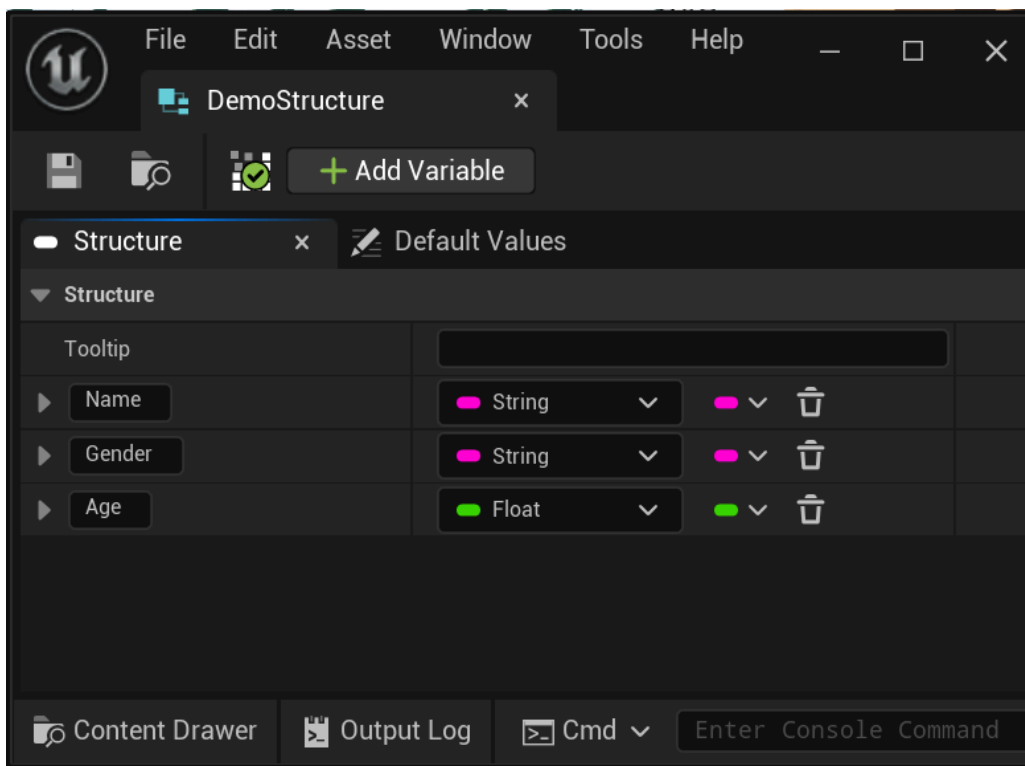 File Edit Asset Window Tools Help
DemoStructure
Add Variable
Structure Default Values
Structure
Tooltip
Name String
Gender String
Age Float
Content Drawer Output Log Cmd Enter Console Command